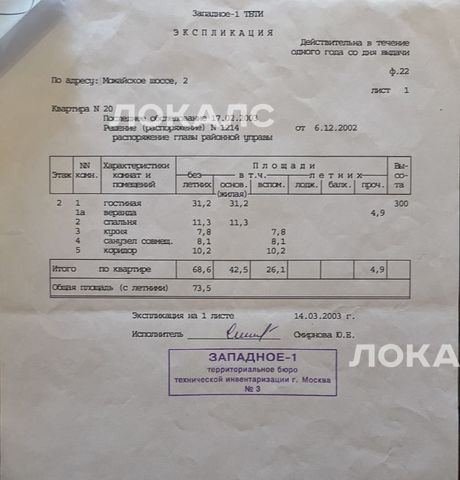 Западное-1 ТБТИ
ЭКСПЛИКАЦИЯ
Действительна в течение
одного года со дня выдачи
ф.22
По адресу: Можайское шоссе, 2
лист 1
Квартира N 20
ЛОКАЛС
Последнее обследование 17.02.2003
Решение (распоряжение) N 1214 от 6.12.2002
распоряжение главы районной управы
Этаж NN комн. Характеристики комнат и помещений Площади Вы- со- та
без летних в т.ч. летних
основ. (жилая) вспом. лодж. балк. проч.
2 1 гостиная 31,2 31,2 300
1а веранда 4,9
2 спальня 11,3 11,3
3 кухня 7,8 7,8
4 санузел совмещ. 8,1 8,1
5 коридор 10,2 10,2
Итого по квартире 68,6 42,5 26,1 4,9
Общая площадь (с летними) 73,5
Экспликация на 1 листе 14.03.2003 г.
Исполнитель Смирнова Ю.Е.
ЛОКА
ЗАПАДНОЕ-1
территориальное бюро
технической инвентаризации г. Москва
№ 3